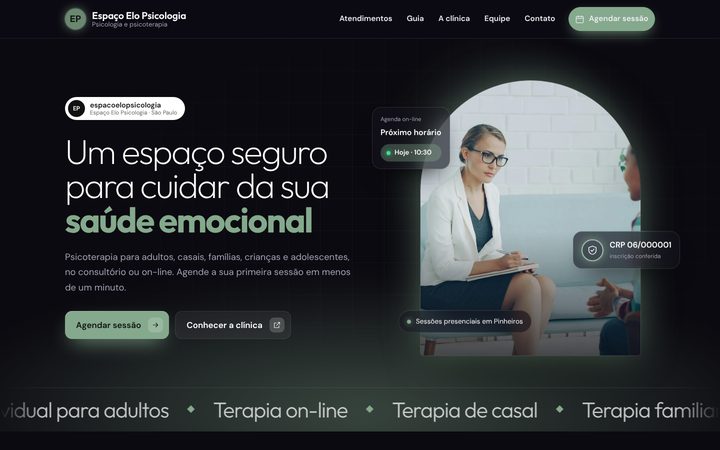 EP
Espaço Elo Psicologia
Psicologia e psicoterapia
Atendimentos
Guia
A clínica
Equipe
Contato
Agendar sessão
EP
espacoelopsicologia
Espaço Elo Psicologia · São Paulo
Um espaço seguro
para cuidar da sua
saúde emocional
Psicoterapia para adultos, casais, famílias, crianças e adolescentes,
no consultório ou on-line. Agende a sua primeira sessão em menos
de um minuto.
Agendar sessão
Conhecer a clínica
Agenda on-line
Próximo horário
Hoje · 10:30
CRP 06/000001
inscrição conferida
Sessões presenciais em Pinheiros
vidual para adultos ◆ Terapia on-line ◆ Terapia de casal ◆ Terapia familia